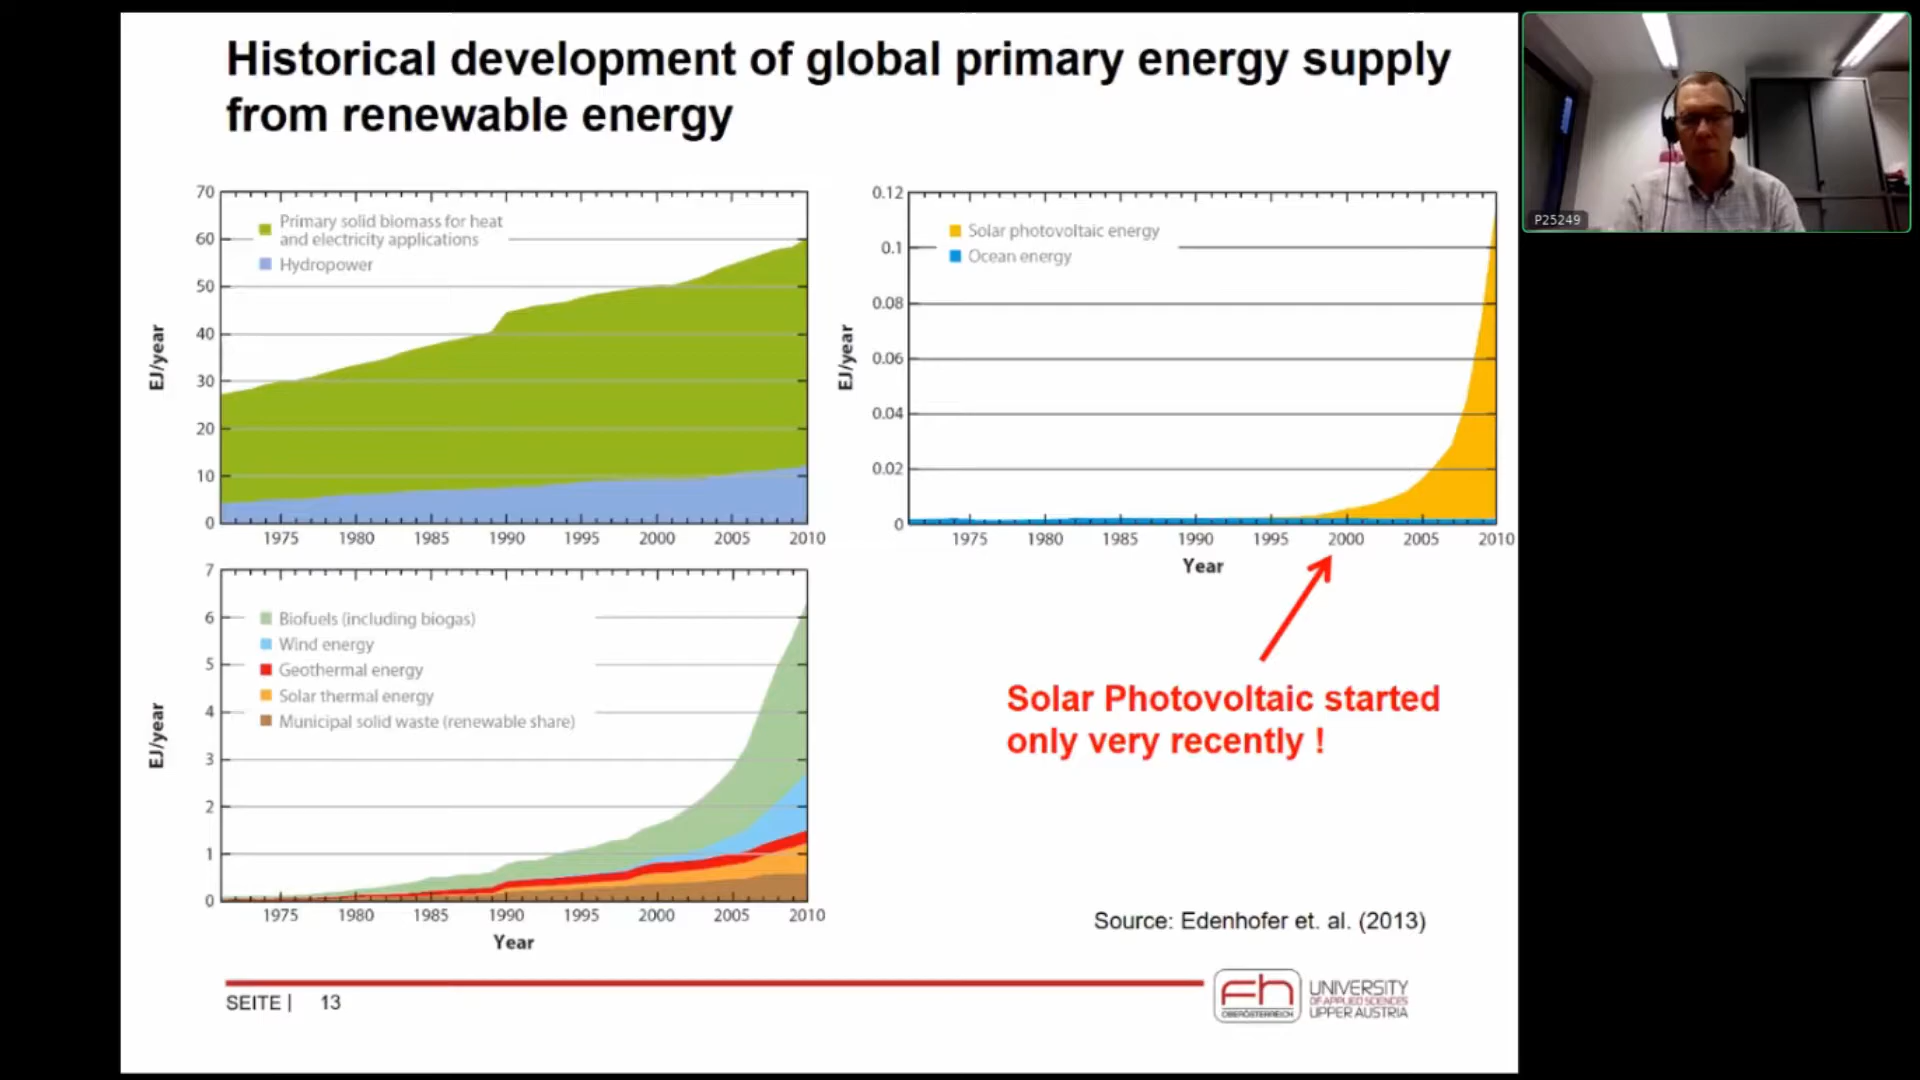 Historical development of global primary energy supply
from renewable energy
P25249
70
60
50
40
30
20
10
0
EJ/year
Primary solid biomass for heat
and electricity applications
Hydropower
1975 1980 1985 1990 1995 2000 2005 2010
0.12
0.1
0.08
0.06
0.04
0.02
0
EJ/year
Solar photovoltaic energy
Ocean energy
1975 1980 1985 1990 1995 2000 2005 2010
Year
7
6
5
4
3
2
1
0
EJ/year
Biofuels (including biogas)
Wind energy
Geothermal energy
Solar thermal energy
Municipal solid waste (renewable share)
1975 1980 1985 1990 1995 2000 2005 2010
Year
Solar Photovoltaic started
only very recently !
Source: Edenhofer et. al. (2013)
SEITE | 13
fh
OBERÖSTERREICH
UNIVERSITY
OF APPLIED SCIENCES
UPPER AUSTRIA